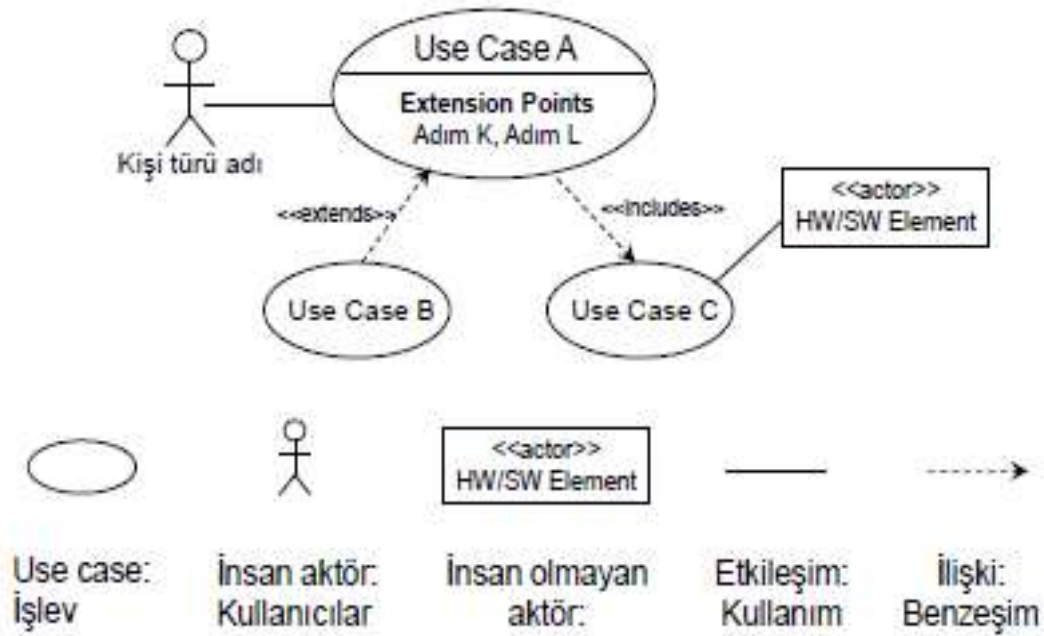 Use Case A
Extension Points
Adım K, Adım L
Kişi türü adı
<<extends>>
<<includes>>
<<actor>>
HW/SW Element
Use Case B
Use Case C
<<actor>>
HW/SW Element
Use case:
İşlev
İnsan aktör:
Kullanıcılar
İnsan olmayan
aktör:
Etkileşim:
Kullanım
İlişki:
Benzeşim